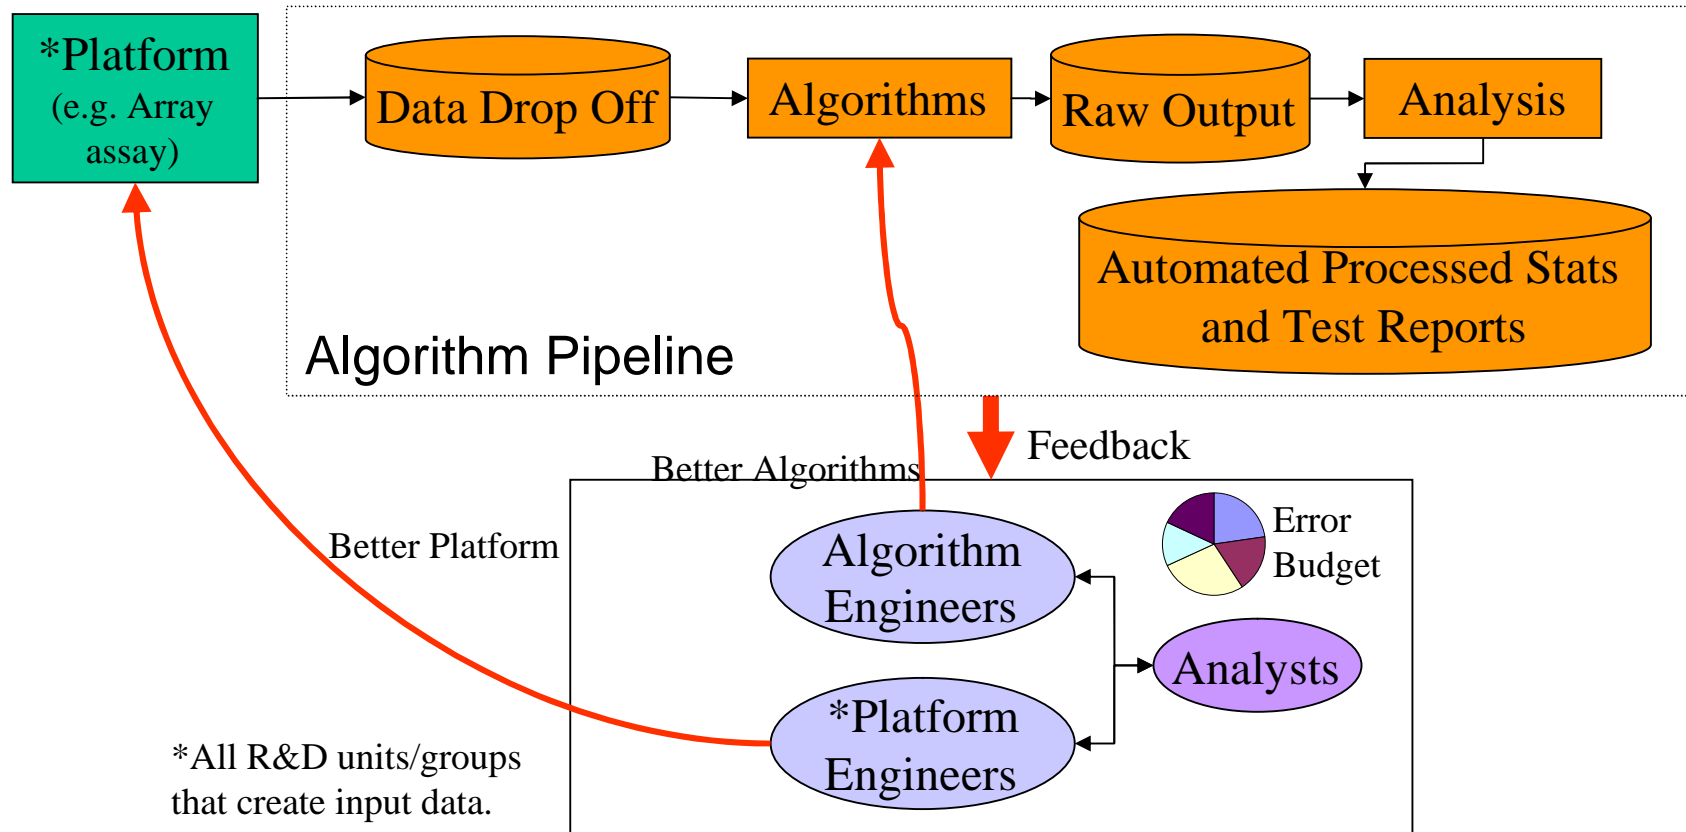 *Platform
(e.g. Array
assay)
Data Drop Off
Algorithms
Raw Output
Analysis
Automated Processed Stats
and Test Reports
Algorithm Pipeline
Feedback
Better Algorithms
Better Platform
Algorithm
Engineers
Error
Budget
Analysts
*Platform
Engineers
*All R&D units/groups
that create input data.